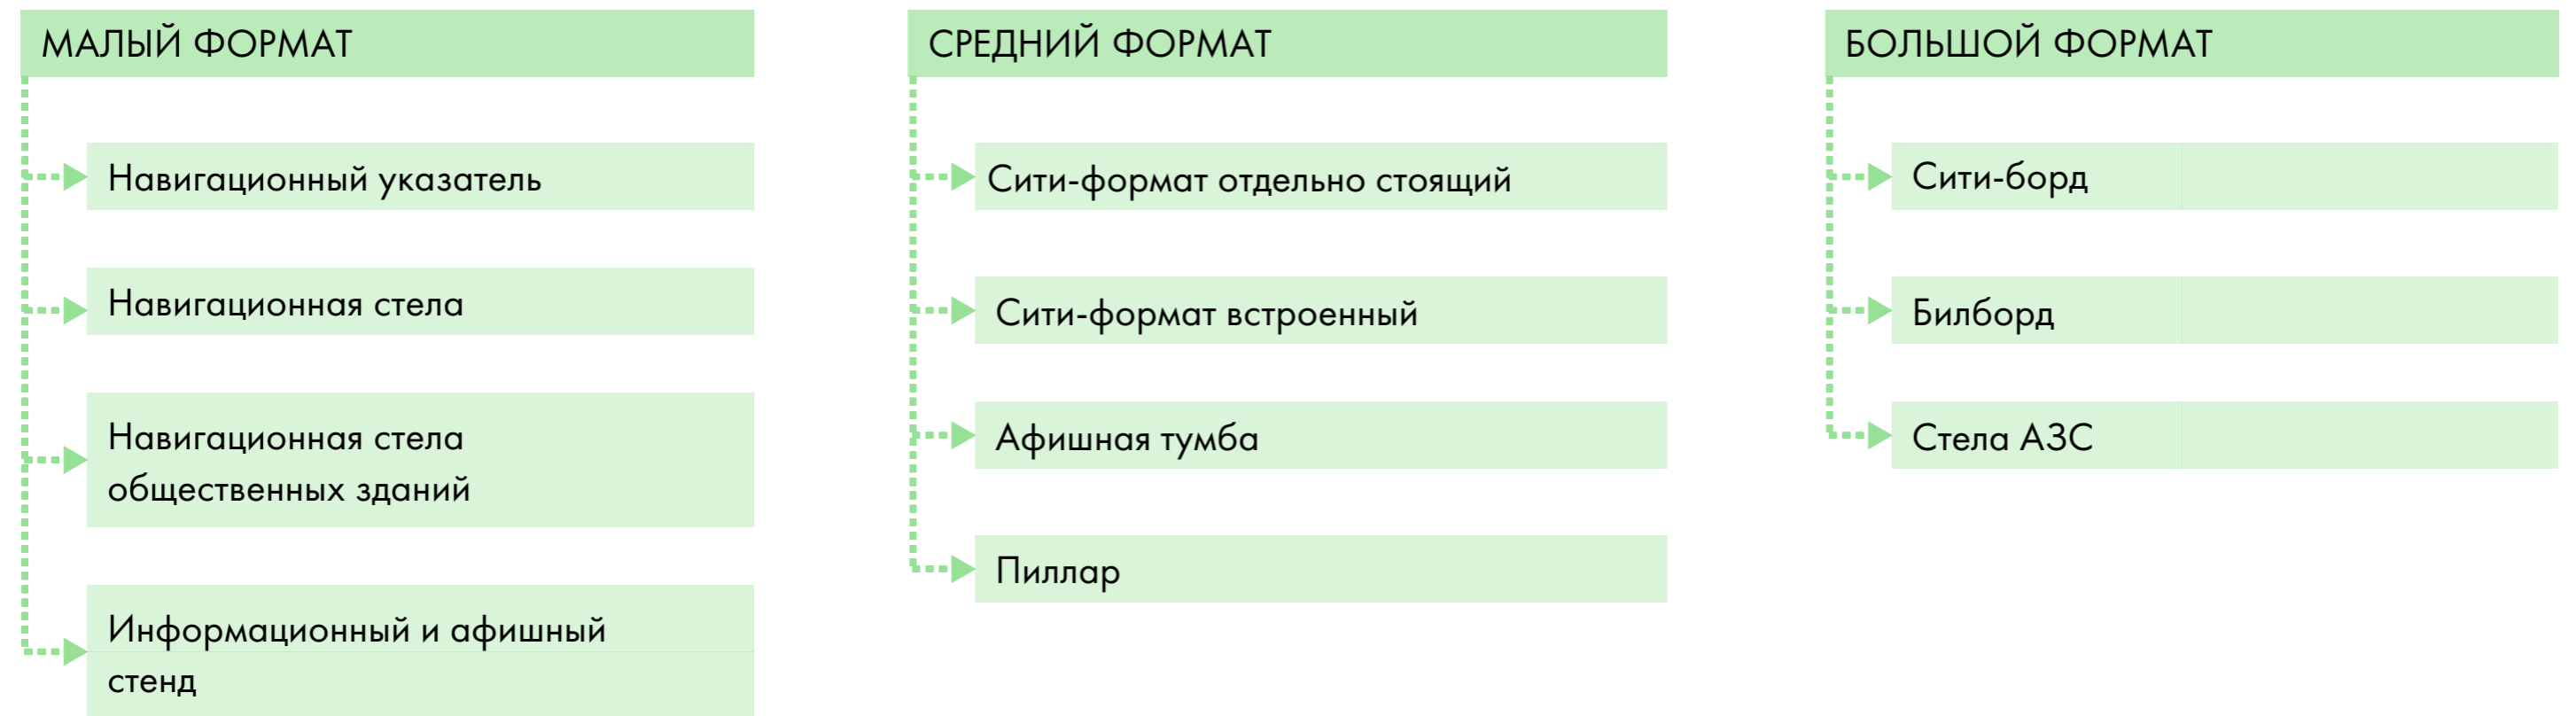 МАЛЫЙ ФОРМАТ
Навигационный указатель
Навигационная стела
Навигационная стела
общественных зданий
Информационный и афишный
стенд
СРЕДНИЙ ФОРМАТ
Сити-формат отдельно стоящий
Сити-формат встроенный
Афишная тумба
Пиллар
БОЛЬШОЙ ФОРМАТ
Сити-борд
Билборд
Стела АЗС